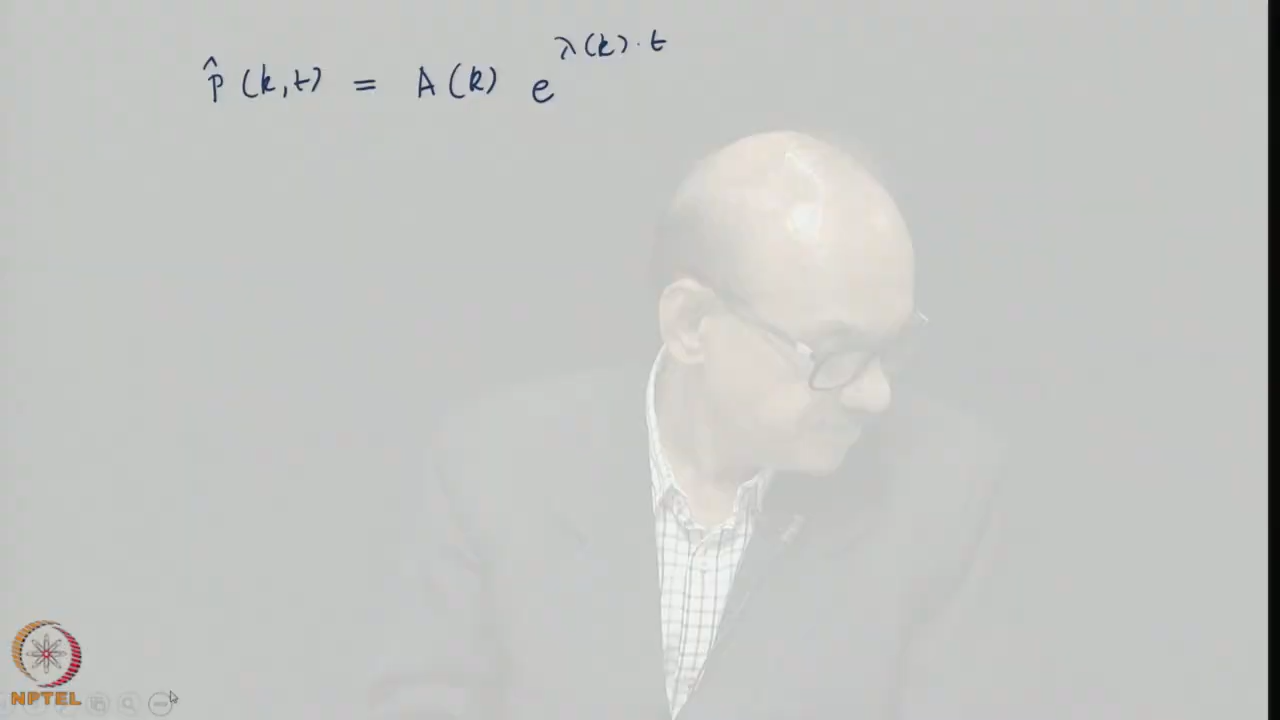 p̂ (k,t) = A(k) e^{λ(k)·t}
NPTEL